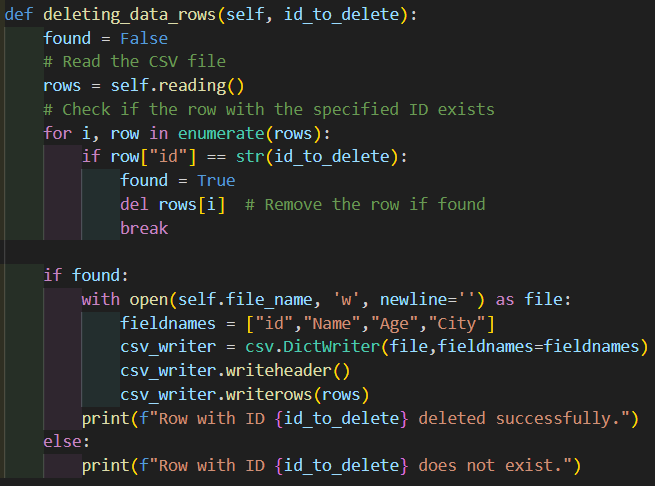 def deleting_data_rows(self, id_to_delete):
    found = False
    # Read the CSV file
    rows = self.reading()
    # Check if the row with the specified ID exists
    for i, row in enumerate(rows):
        if row["id"] == str(id_to_delete):
            found = True
            del rows[i]  # Remove the row if found
            break

    if found:
        with open(self.file_name, 'w', newline='') as file:
            fieldnames = ["id","Name","Age","City"]
            csv_writer = csv.DictWriter(file,fieldnames=fieldnames)
            csv_writer.writeheader()
            csv_writer.writerows(rows)
        print(f"Row with ID {id_to_delete} deleted successfully.")
    else:
        print(f"Row with ID {id_to_delete} does not exist.")